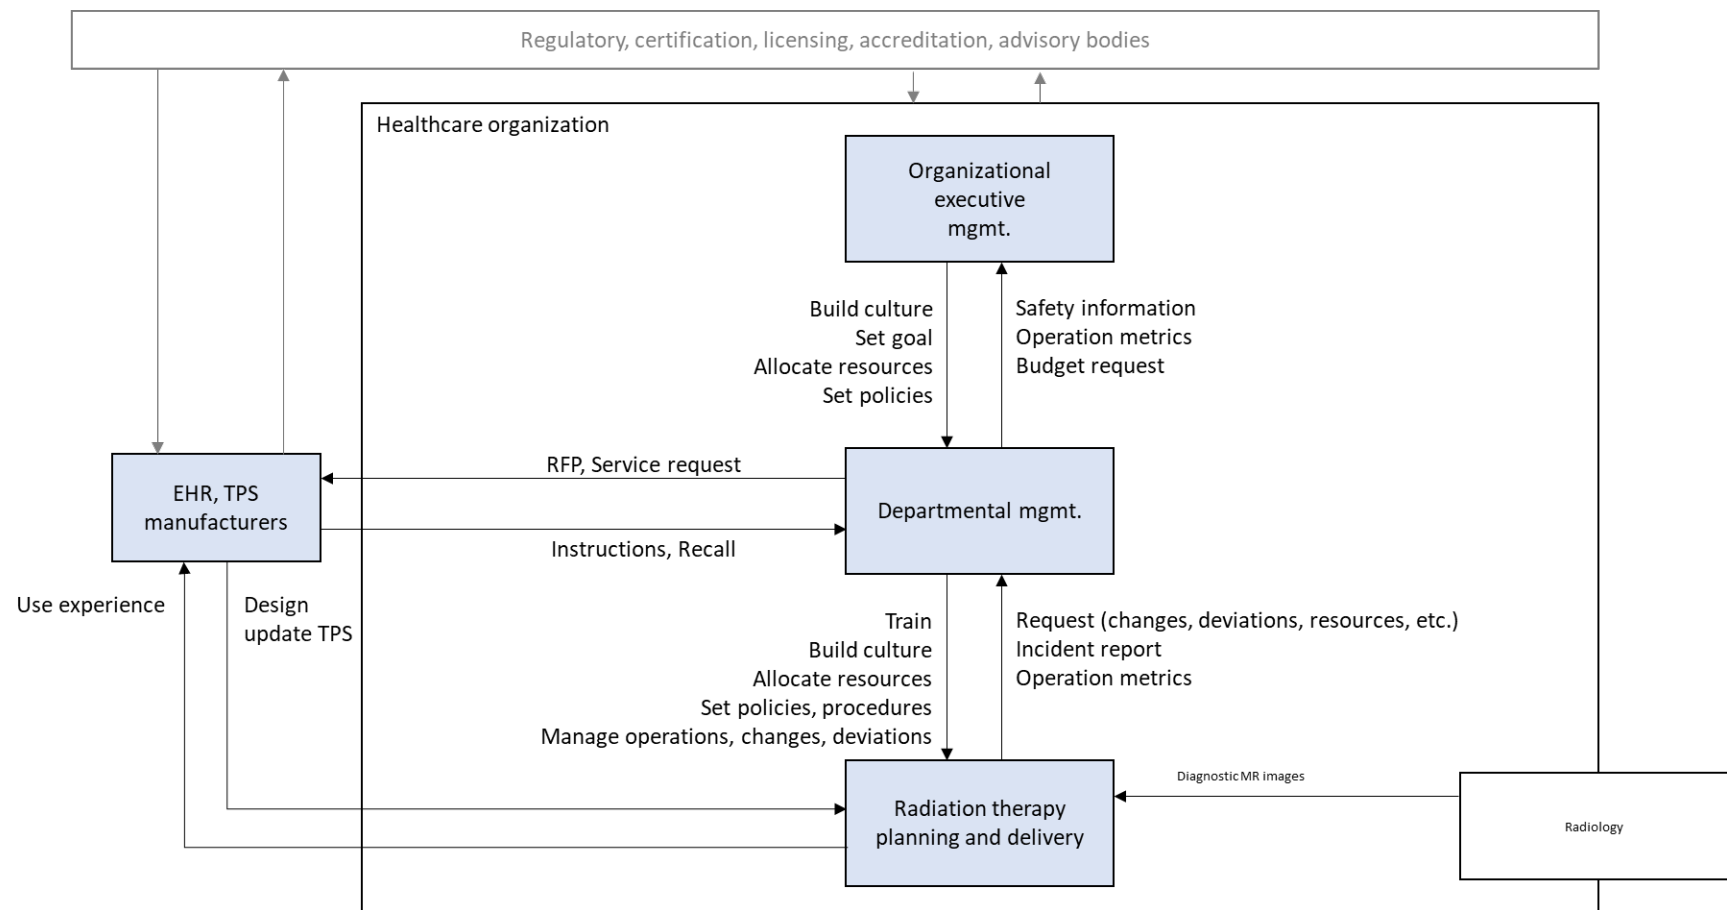 Regulatory, certification, licensing, accreditation, advisory bodies
Healthcare organization
Organizational
executive
mgmt.
Build culture
Set goal
Allocate resources
Set policies
Safety information
Operation metrics
Budget request
RFP, Service request
EHR, TPS
manufacturers
Departmental mgmt.
Instructions, Recall
Use experience
Design
update TPS
Train
Build culture
Allocate resources
Set policies, procedures
Manage operations, changes, deviations
Request (changes, deviations, resources, etc.)
Incident report
Operation metrics
Diagnostic MR images
Radiation therapy
planning and delivery
Radiology